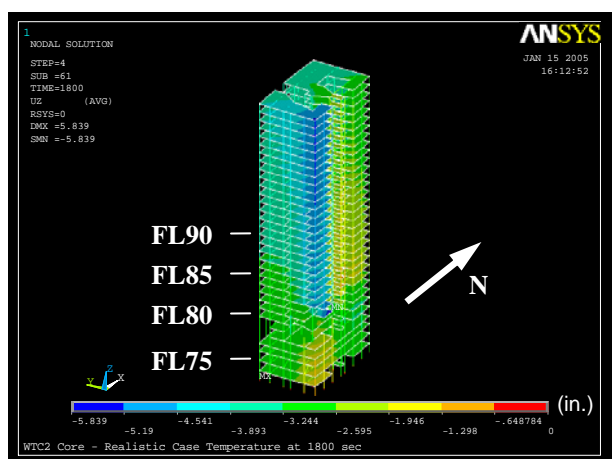 1
NODAL SOLUTION
STEP=4
SUB =61
TIME=1800
UZ (AVG)
RSYS=0
DMX =5.839
SMN =-5.839
ANSYS
JAN 15 2005
16:12:52
FL90
FL85
FL80
FL75
N
MN
MX
Z
Y
X
(in.)
-5.839 -4.541 -3.244 -1.946 -.648784
-5.19 -3.893 -2.595 -1.298 0
WTC2 Core - Realistic Case Temperature at 1800 sec